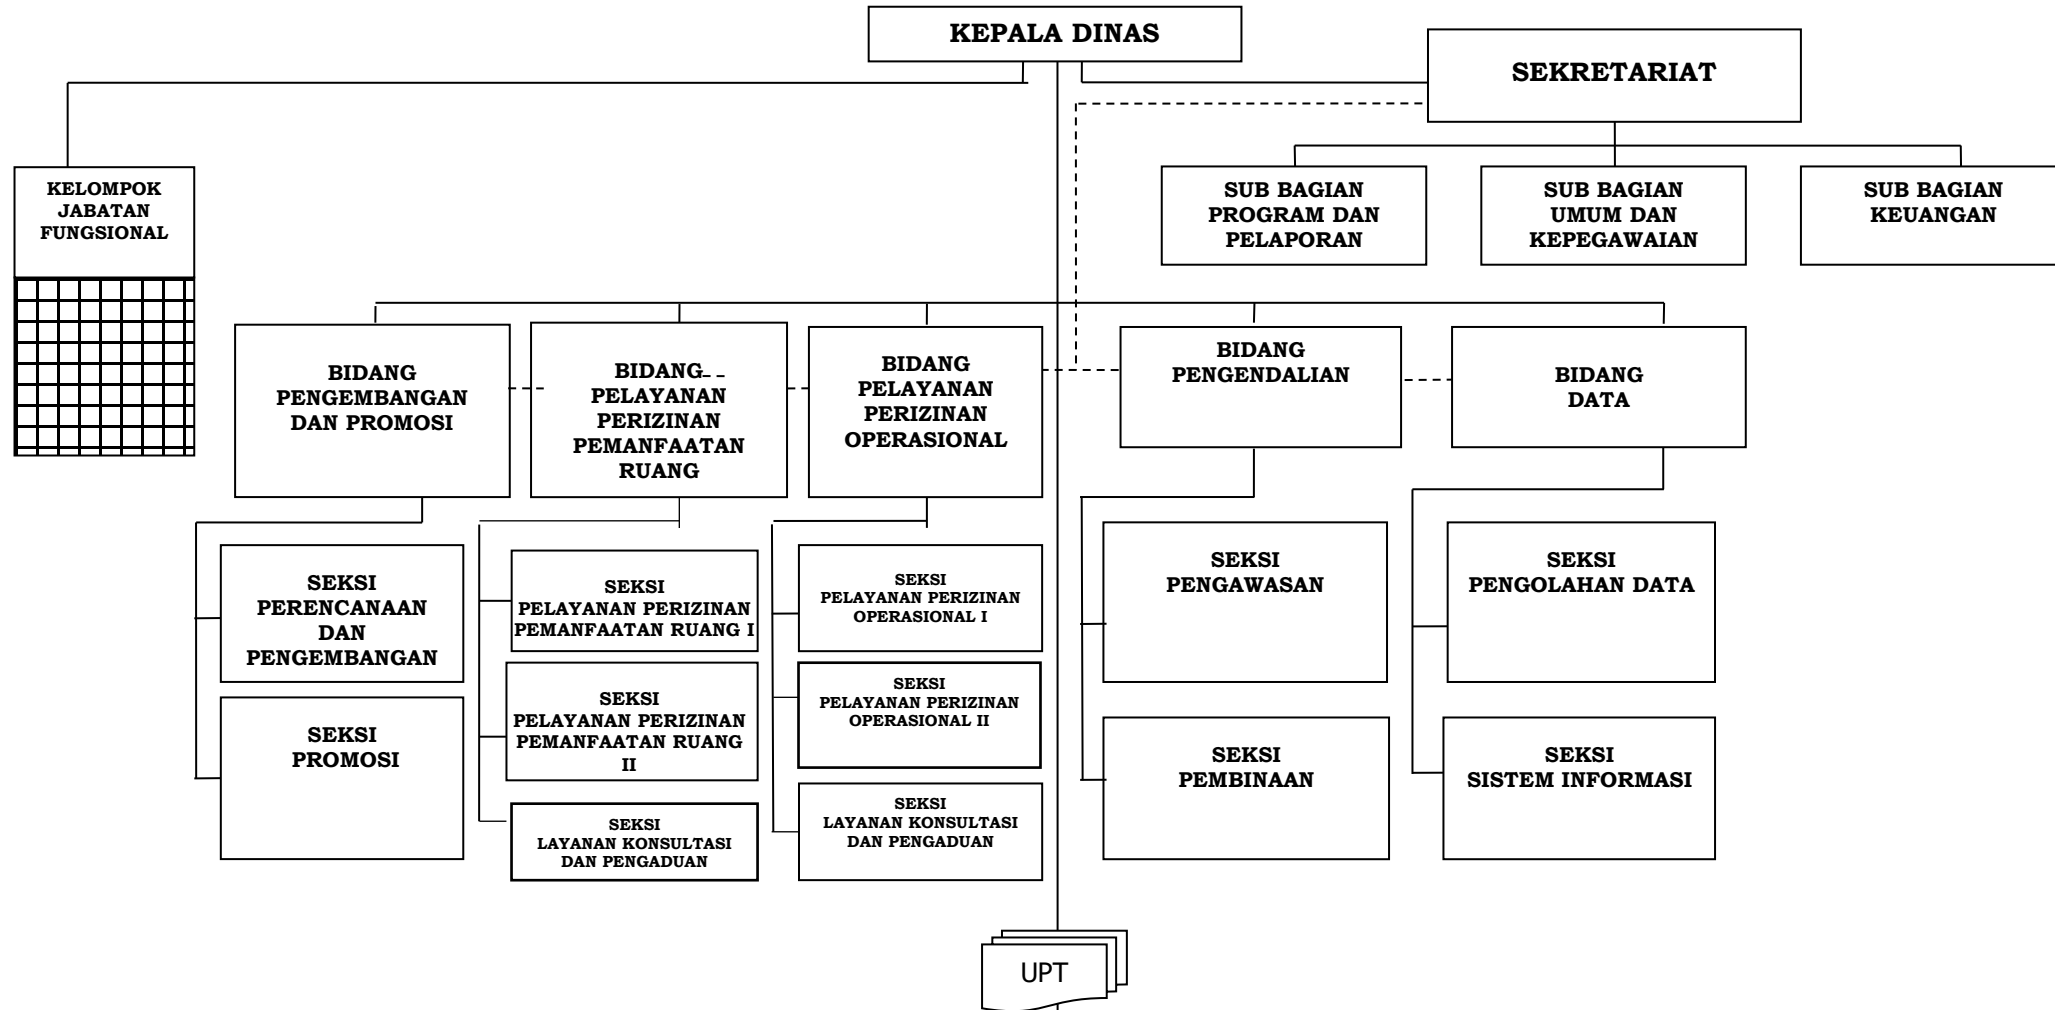 KEPALA DINAS
SEKRETARIAT
KELOMPOK
JABATAN
FUNGSIONAL
SUB BAGIAN
PROGRAM DAN
PELAPORAN
SUB BAGIAN
UMUM DAN
KEPEGAWAIAN
SUB BAGIAN
KEUANGAN
BIDANG
PENGEMBANGAN
DAN PROMOSI
BIDANG
PELAYANAN
PERIZINAN
PEMANFAATAN
RUANG
BIDANG
PELAYANAN
PERIZINAN
OPERASIONAL
BIDANG
PENGENDALIAN
BIDANG
DATA
SEKSI
PERENCANAAN
DAN
PENGEMBANGAN
SEKSI
PROMOSI
SEKSI
PELAYANAN PERIZINAN
PEMANFAATAN RUANG I
SEKSI
PELAYANAN PERIZINAN
PEMANFAATAN RUANG
II
SEKSI
LAYANAN KONSULTASI
DAN PENGADUAN
SEKSI
PELAYANAN PERIZINAN
OPERASIONAL I
SEKSI
PELAYANAN PERIZINAN
OPERASIONAL II
SEKSI
LAYANAN KONSULTASI
DAN PENGADUAN
SEKSI
PENGAWASAN
SEKSI
PEMBINAAN
SEKSI
PENGOLAHAN DATA
SEKSI
SISTEM INFORMASI
UPT